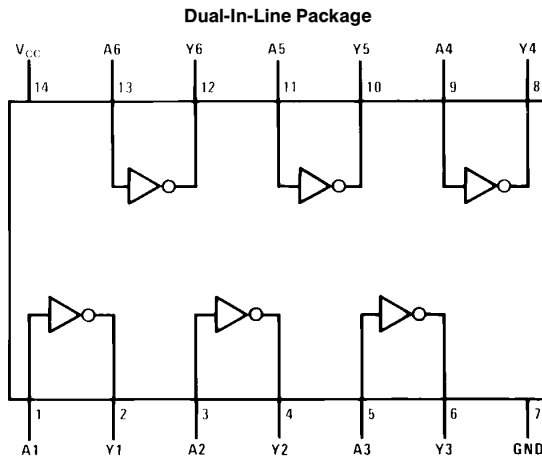 Dual-In-Line Package
VCC A6 Y6 A5 Y5 A4 Y4
14 13 12 11 10 9 8
1 2 3 4 5 6 7
A1 Y1 A2 Y2 A3 Y3 GND